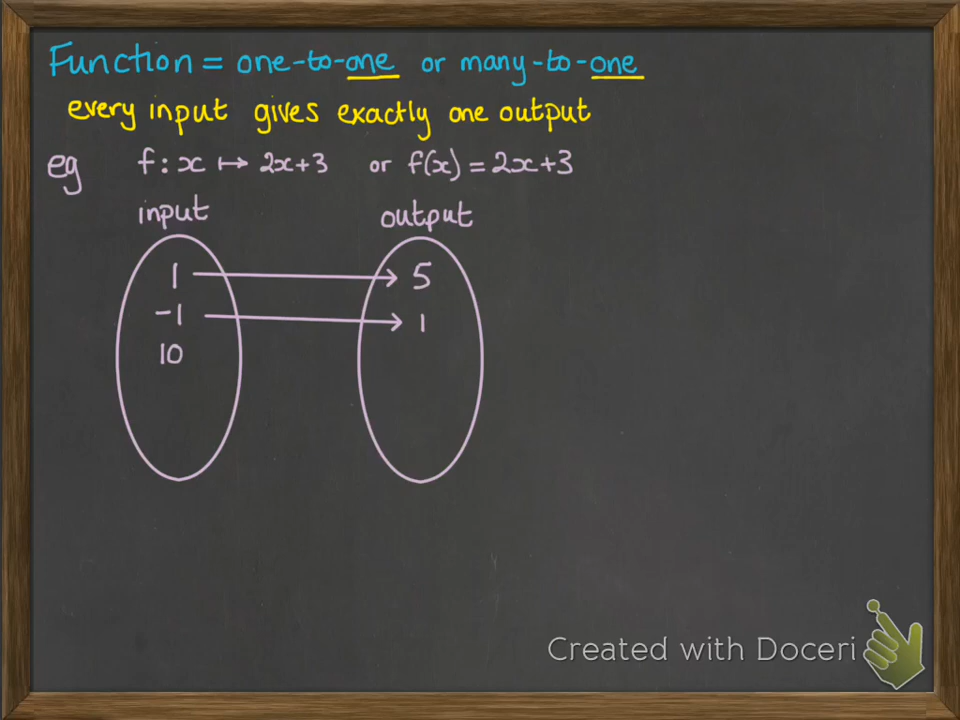 Function = one-to-one or many-to-one
every input gives exactly one output
eg f : x ↦ 2x+3 or f(x) = 2x+3
input output
1 → 5
-1 → 1
10
Created with Doceri